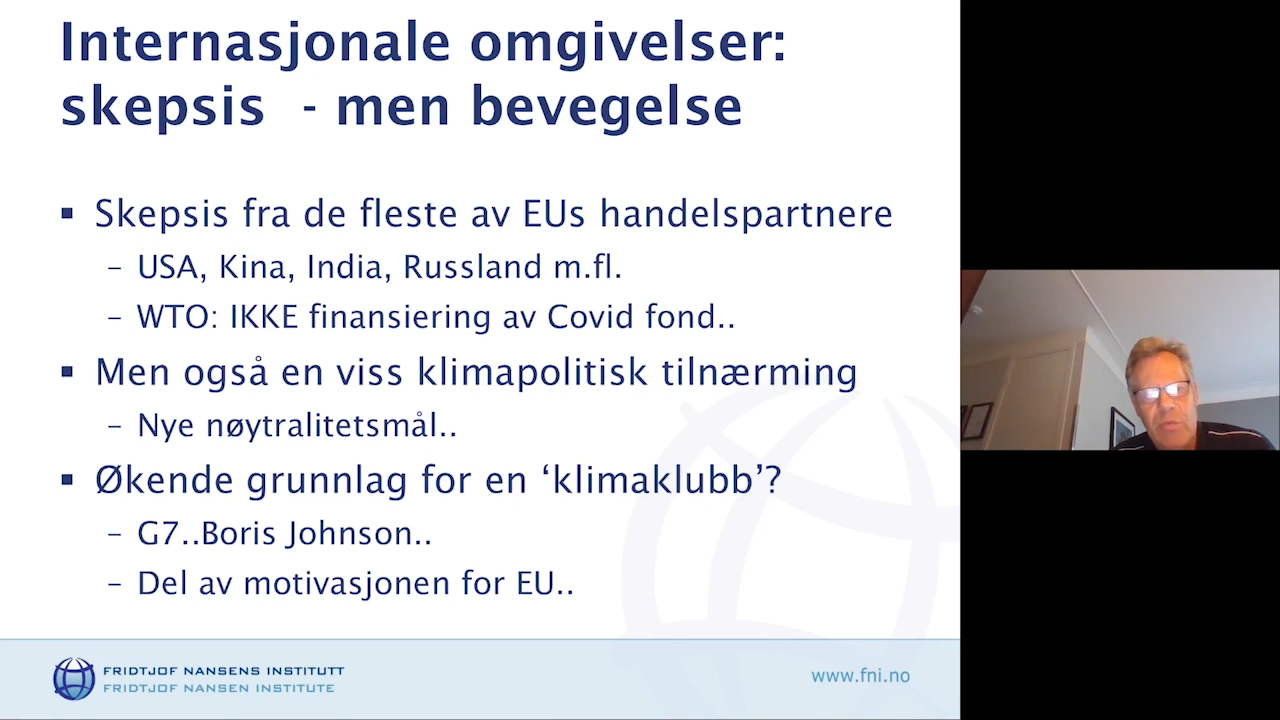 Internasjonale omgivelser:
skepsis - men bevegelse
▪ Skepsis fra de fleste av EUs handelspartnere
– USA, Kina, India, Russland m.fl.
– WTO: IKKE finansiering av Covid fond..
▪ Men også en viss klimapolitisk tilnærming
– Nye nøytralitetsmål..
▪ Økende grunnlag for en ‘klimaklubb’?
– G7..Boris Johnson..
– Del av motivasjonen for EU..
FRIDTJOF NANSENS INSTITUTT
FRIDTJOF NANSEN INSTITUTE
www.fni.no